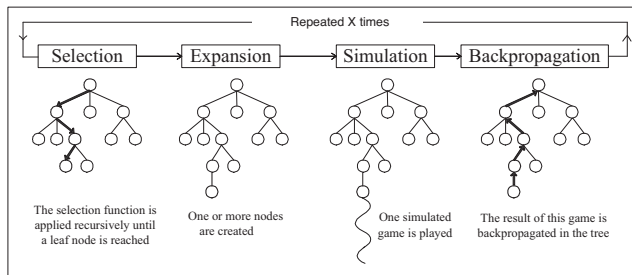 Repeated X times
Selection
Expansion
Simulation
Backpropagation
The selection function is
applied recursively until
a leaf node is reached
One or more nodes
are created
One simulated
game is played
The result of this game is
backpropagated in the tree